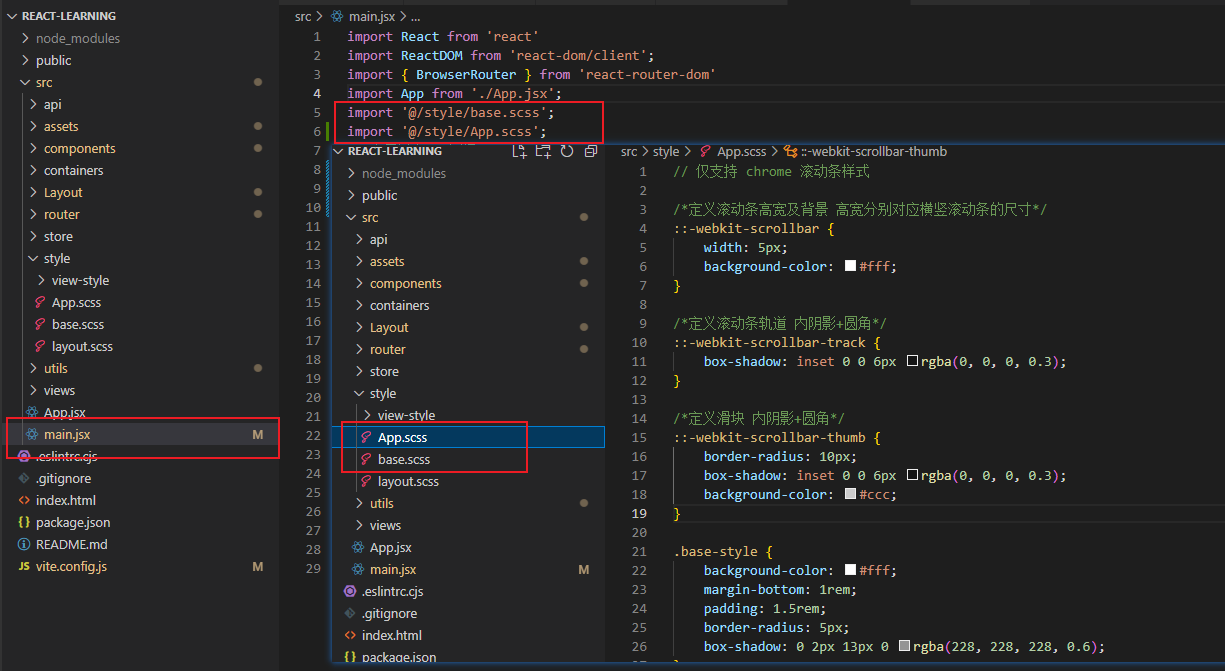 REACT-LEARNING
node_modules
public
src
api
assets
components
containers
Layout
router
store
style
view-style
App.scss
base.scss
layout.scss
utils
views
App.jsx
main.jsx M
.eslintrc.cjs
.gitignore
index.html
package.json
README.md
JS vite.config.js M
src > main.jsx > ...
1 import React from 'react'
2 import ReactDOM from 'react-dom/client';
3 import { BrowserRouter } from 'react-router-dom'
4 import App from './App.jsx';
5 import '@/style/base.scss';
6 import '@/style/App.scss';
7
8
9
10
11
12
13
14
15
16
17
18
19
20
21
22
23
24
25
26
27
28
29
REACT-LEARNING
node_modules
public
src
api
assets
components
containers
Layout
router
store
style
view-style
App.scss
base.scss
layout.scss
utils
views
App.jsx
main.jsx M
.eslintrc.cjs
.gitignore
index.html
package.json
src > style > App.scss > ::-webkit-scrollbar-thumb
1 // 仅支持 chrome 滚动条样式
2
3 /*定义滚动条高宽及背景 高宽分别对应横竖滚动条的尺寸*/
4 ::-webkit-scrollbar {
5 width: 5px;
6 background-color: #fff;
7 }
8
9 /*定义滚动条轨道 内阴影+圆角*/
10 ::-webkit-scrollbar-track {
11 box-shadow: inset 0 0 6px rgba(0, 0, 0, 0.3);
12 }
13
14 /*定义滑块 内阴影+圆角*/
15 ::-webkit-scrollbar-thumb {
16 border-radius: 10px;
17 box-shadow: inset 0 0 6px rgba(0, 0, 0, 0.3);
18 background-color: #ccc;
19 }
20
21 .base-style {
22 background-color: #fff;
23 margin-bottom: 1rem;
24 padding: 1.5rem;
25 border-radius: 5px;
26 box-shadow: 0 2px 13px 0 rgba(228, 228, 228, 0.6);